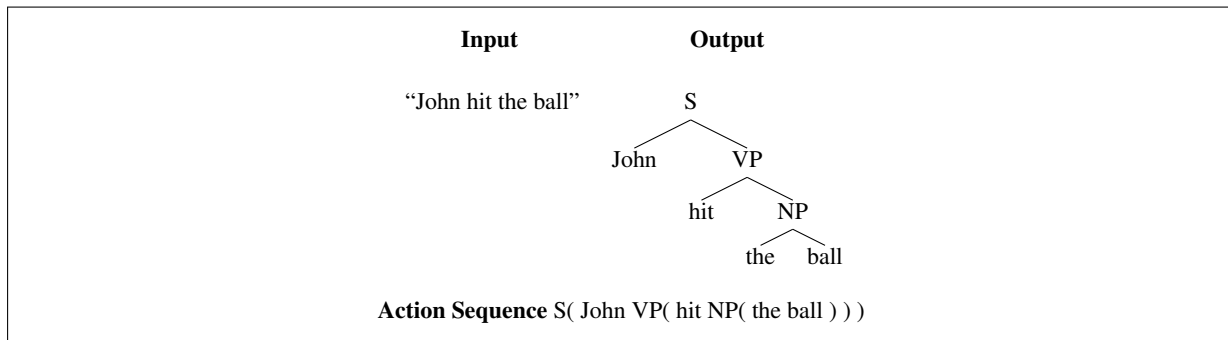 Input Output
“John hit the ball” S
John VP
hit NP
the ball
Action Sequence S( John VP( hit NP( the ball ) ) )